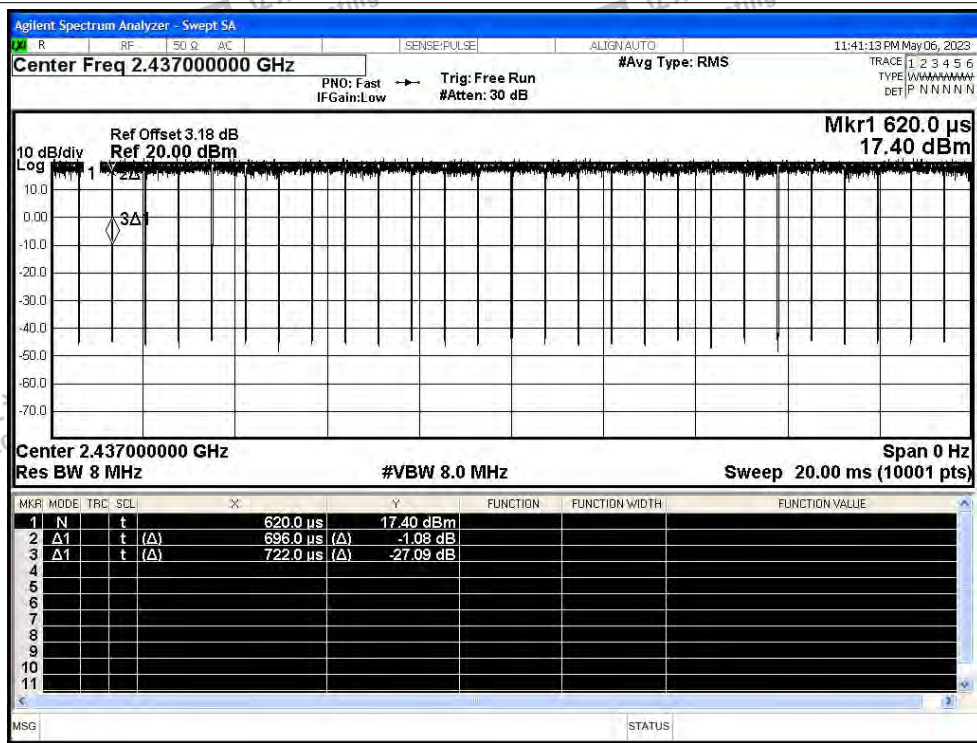 Agilent Spectrum Analyzer - Swept SA
R RF 50 Ω AC SENSE:PULSE ALIGN AUTO 11:41:13 PM May 06, 2023
Center Freq 2.437000000 GHz #Avg Type: RMS TRACE 1 2 3 4 5 6
PNO: Fast Trig: Free Run TYPE
IFGain:Low #Atten: 30 dB DET P N N N N N
Mkr1 620.0 µs
Ref Offset 3.18 dB
10 dB/div Ref 20.00 dBm 17.40 dBm
Log
1 2Δ
10.0
0.00
3Δ1
-10.0
-20.0
-30.0
-40.0
-50.0
-60.0
-70.0
Center 2.437000000 GHz Span 0 Hz
Res BW 8 MHz #VBW 8.0 MHz Sweep 20.00 ms (10001 pts)
MKR MODE TRC SCL X Y FUNCTION FUNCTION WIDTH FUNCTION VALUE
1 N t 620.0 µs 17.40 dBm
2 Δ1 t (Δ) 696.0 µs (Δ) -1.08 dB
3 Δ1 t (Δ) 722.0 µs (Δ) -27.09 dB
4
5
6
7
8
9
10
11
MSG STATUS